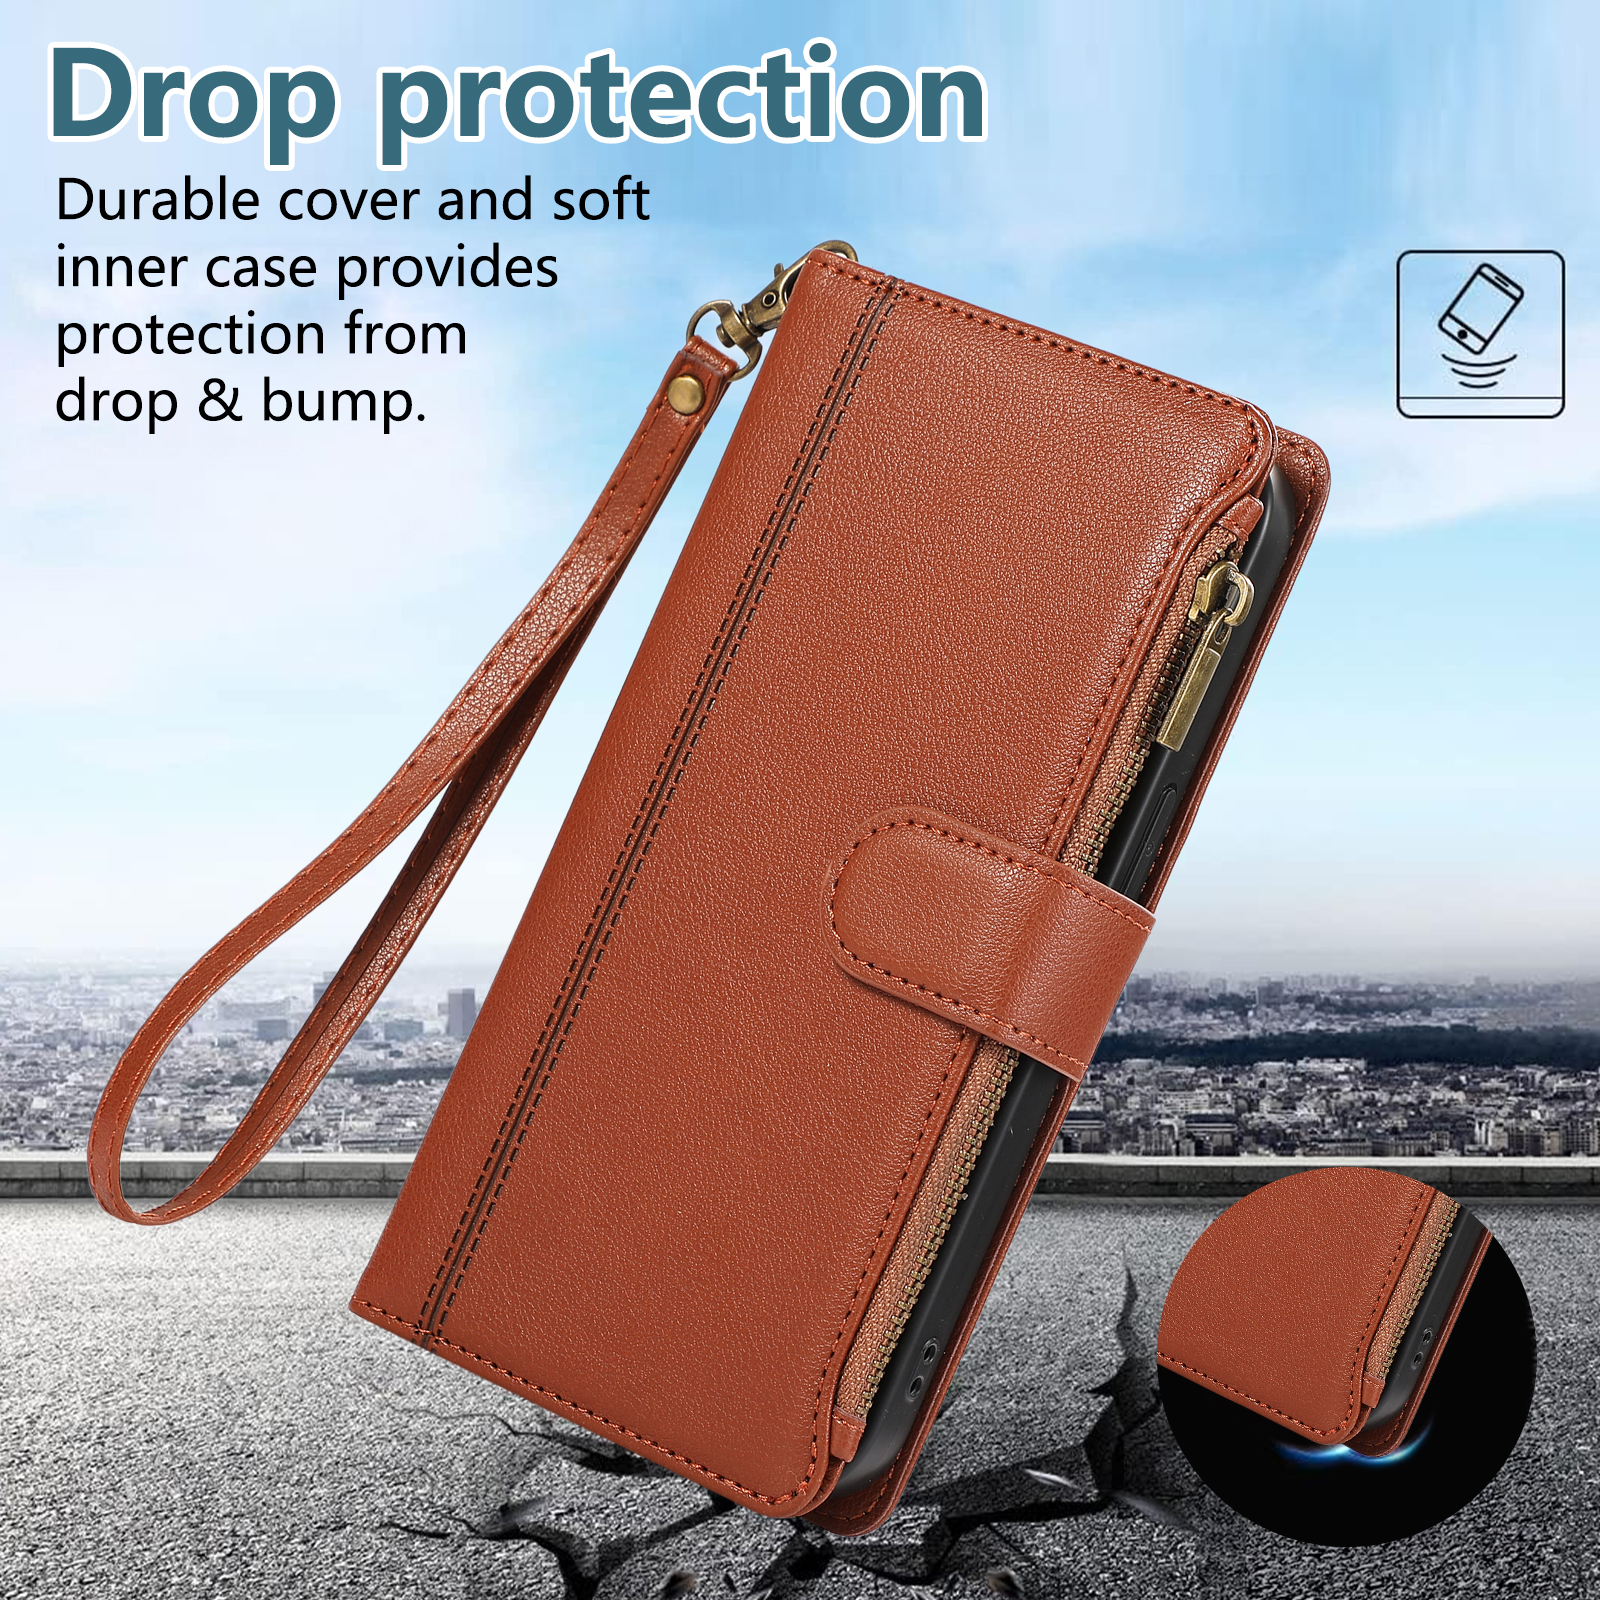 Drop protection
Durable cover and soft
inner case provides
protection from
drop & bump.